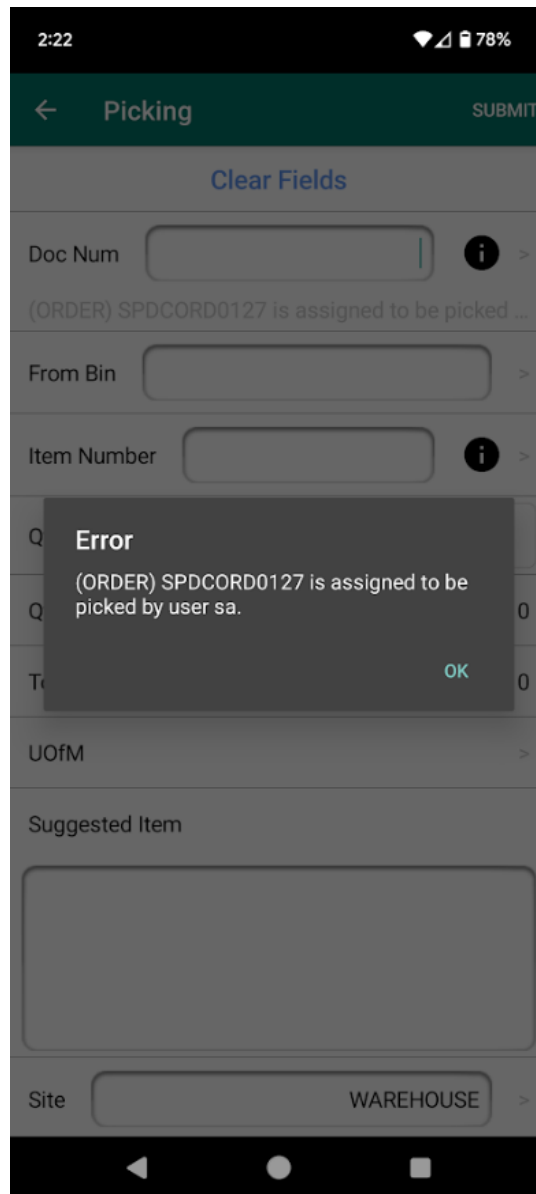 2:22 78%
Picking SUBMIT
Clear Fields
Doc Num
(ORDER) SPDCORD0127 is assigned to be picked ...
From Bin
Item Number
Q
Error
(ORDER) SPDCORD0127 is assigned to be
picked by user sa.
Q 0
OK
To 0
UOfM
Suggested Item
Site WAREHOUSE